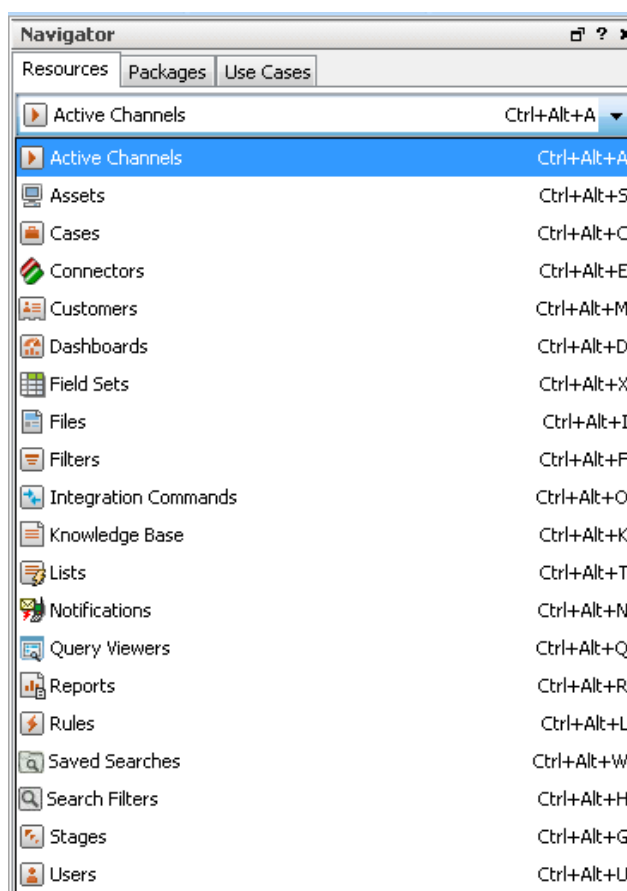 Navigator ?
Resources Packages Use Cases
Active Channels Ctrl+Alt+A
Active Channels Ctrl+Alt+A
Assets Ctrl+Alt+S
Cases Ctrl+Alt+C
Connectors Ctrl+Alt+E
Customers Ctrl+Alt+M
Dashboards Ctrl+Alt+D
Field Sets Ctrl+Alt+X
Files Ctrl+Alt+I
Filters Ctrl+Alt+F
Integration Commands Ctrl+Alt+O
Knowledge Base Ctrl+Alt+K
Lists Ctrl+Alt+T
Notifications Ctrl+Alt+N
Query Viewers Ctrl+Alt+Q
Reports Ctrl+Alt+R
Rules Ctrl+Alt+L
Saved Searches Ctrl+Alt+W
Search Filters Ctrl+Alt+H
Stages Ctrl+Alt+G
Users Ctrl+Alt+U